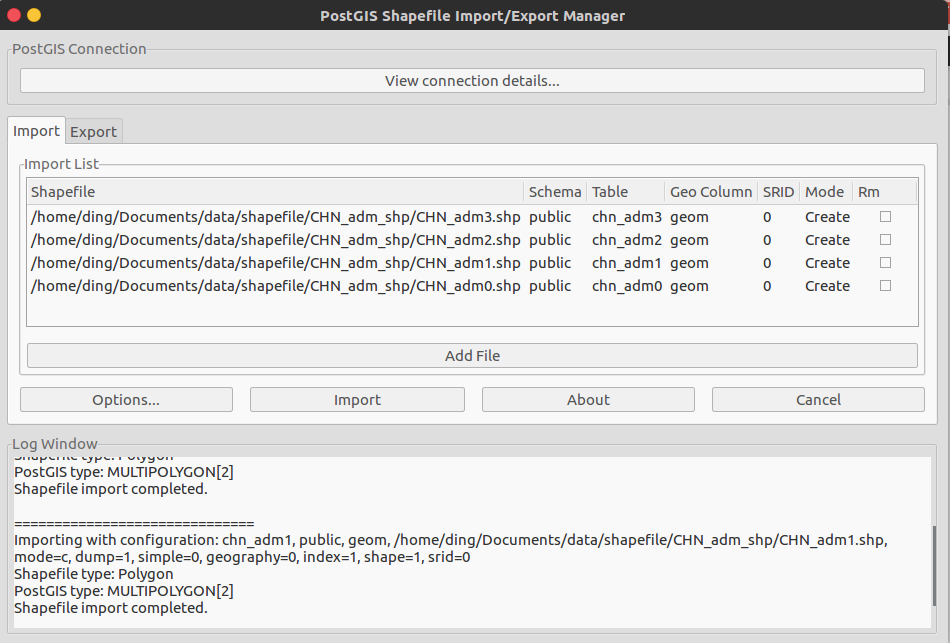 PostGIS Shapefile Import/Export Manager
PostGIS Connection
View connection details...
Import Export
Import List
Shapefile Schema Table Geo Column SRID Mode Rm
/home/ding/Documents/data/shapefile/CHN_adm_shp/CHN_adm3.shp public chn_adm3 geom 0 Create
/home/ding/Documents/data/shapefile/CHN_adm_shp/CHN_adm2.shp public chn_adm2 geom 0 Create
/home/ding/Documents/data/shapefile/CHN_adm_shp/CHN_adm1.shp public chn_adm1 geom 0 Create
/home/ding/Documents/data/shapefile/CHN_adm_shp/CHN_adm0.shp public chn_adm0 geom 0 Create
Add File
Options... Import About Cancel
Log Window
Shapefile type: Polygon
PostGIS type: MULTIPOLYGON[2]
Shapefile import completed.
==============================
Importing with configuration: chn_adm1, public, geom, /home/ding/Documents/data/shapefile/CHN_adm_shp/CHN_adm1.shp,
mode=c, dump=1, simple=0, geography=0, index=1, shape=1, srid=0
Shapefile type: Polygon
PostGIS type: MULTIPOLYGON[2]
Shapefile import completed.